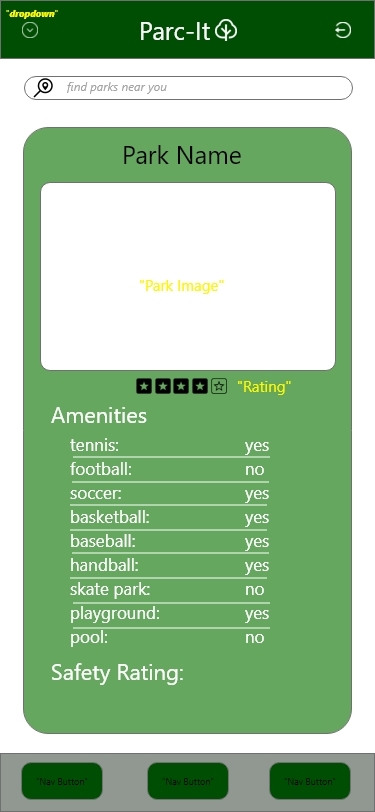 "dropdown"
Parc-It
find parks near you
Park Name
"Park Image"
"Rating"
Amenities
tennis: yes
football: no
soccer: yes
basketball: yes
baseball: yes
handball: yes
skate park: no
playground: yes
pool: no
Safety Rating:
"Nav Button" "Nav Button" "Nav Button"